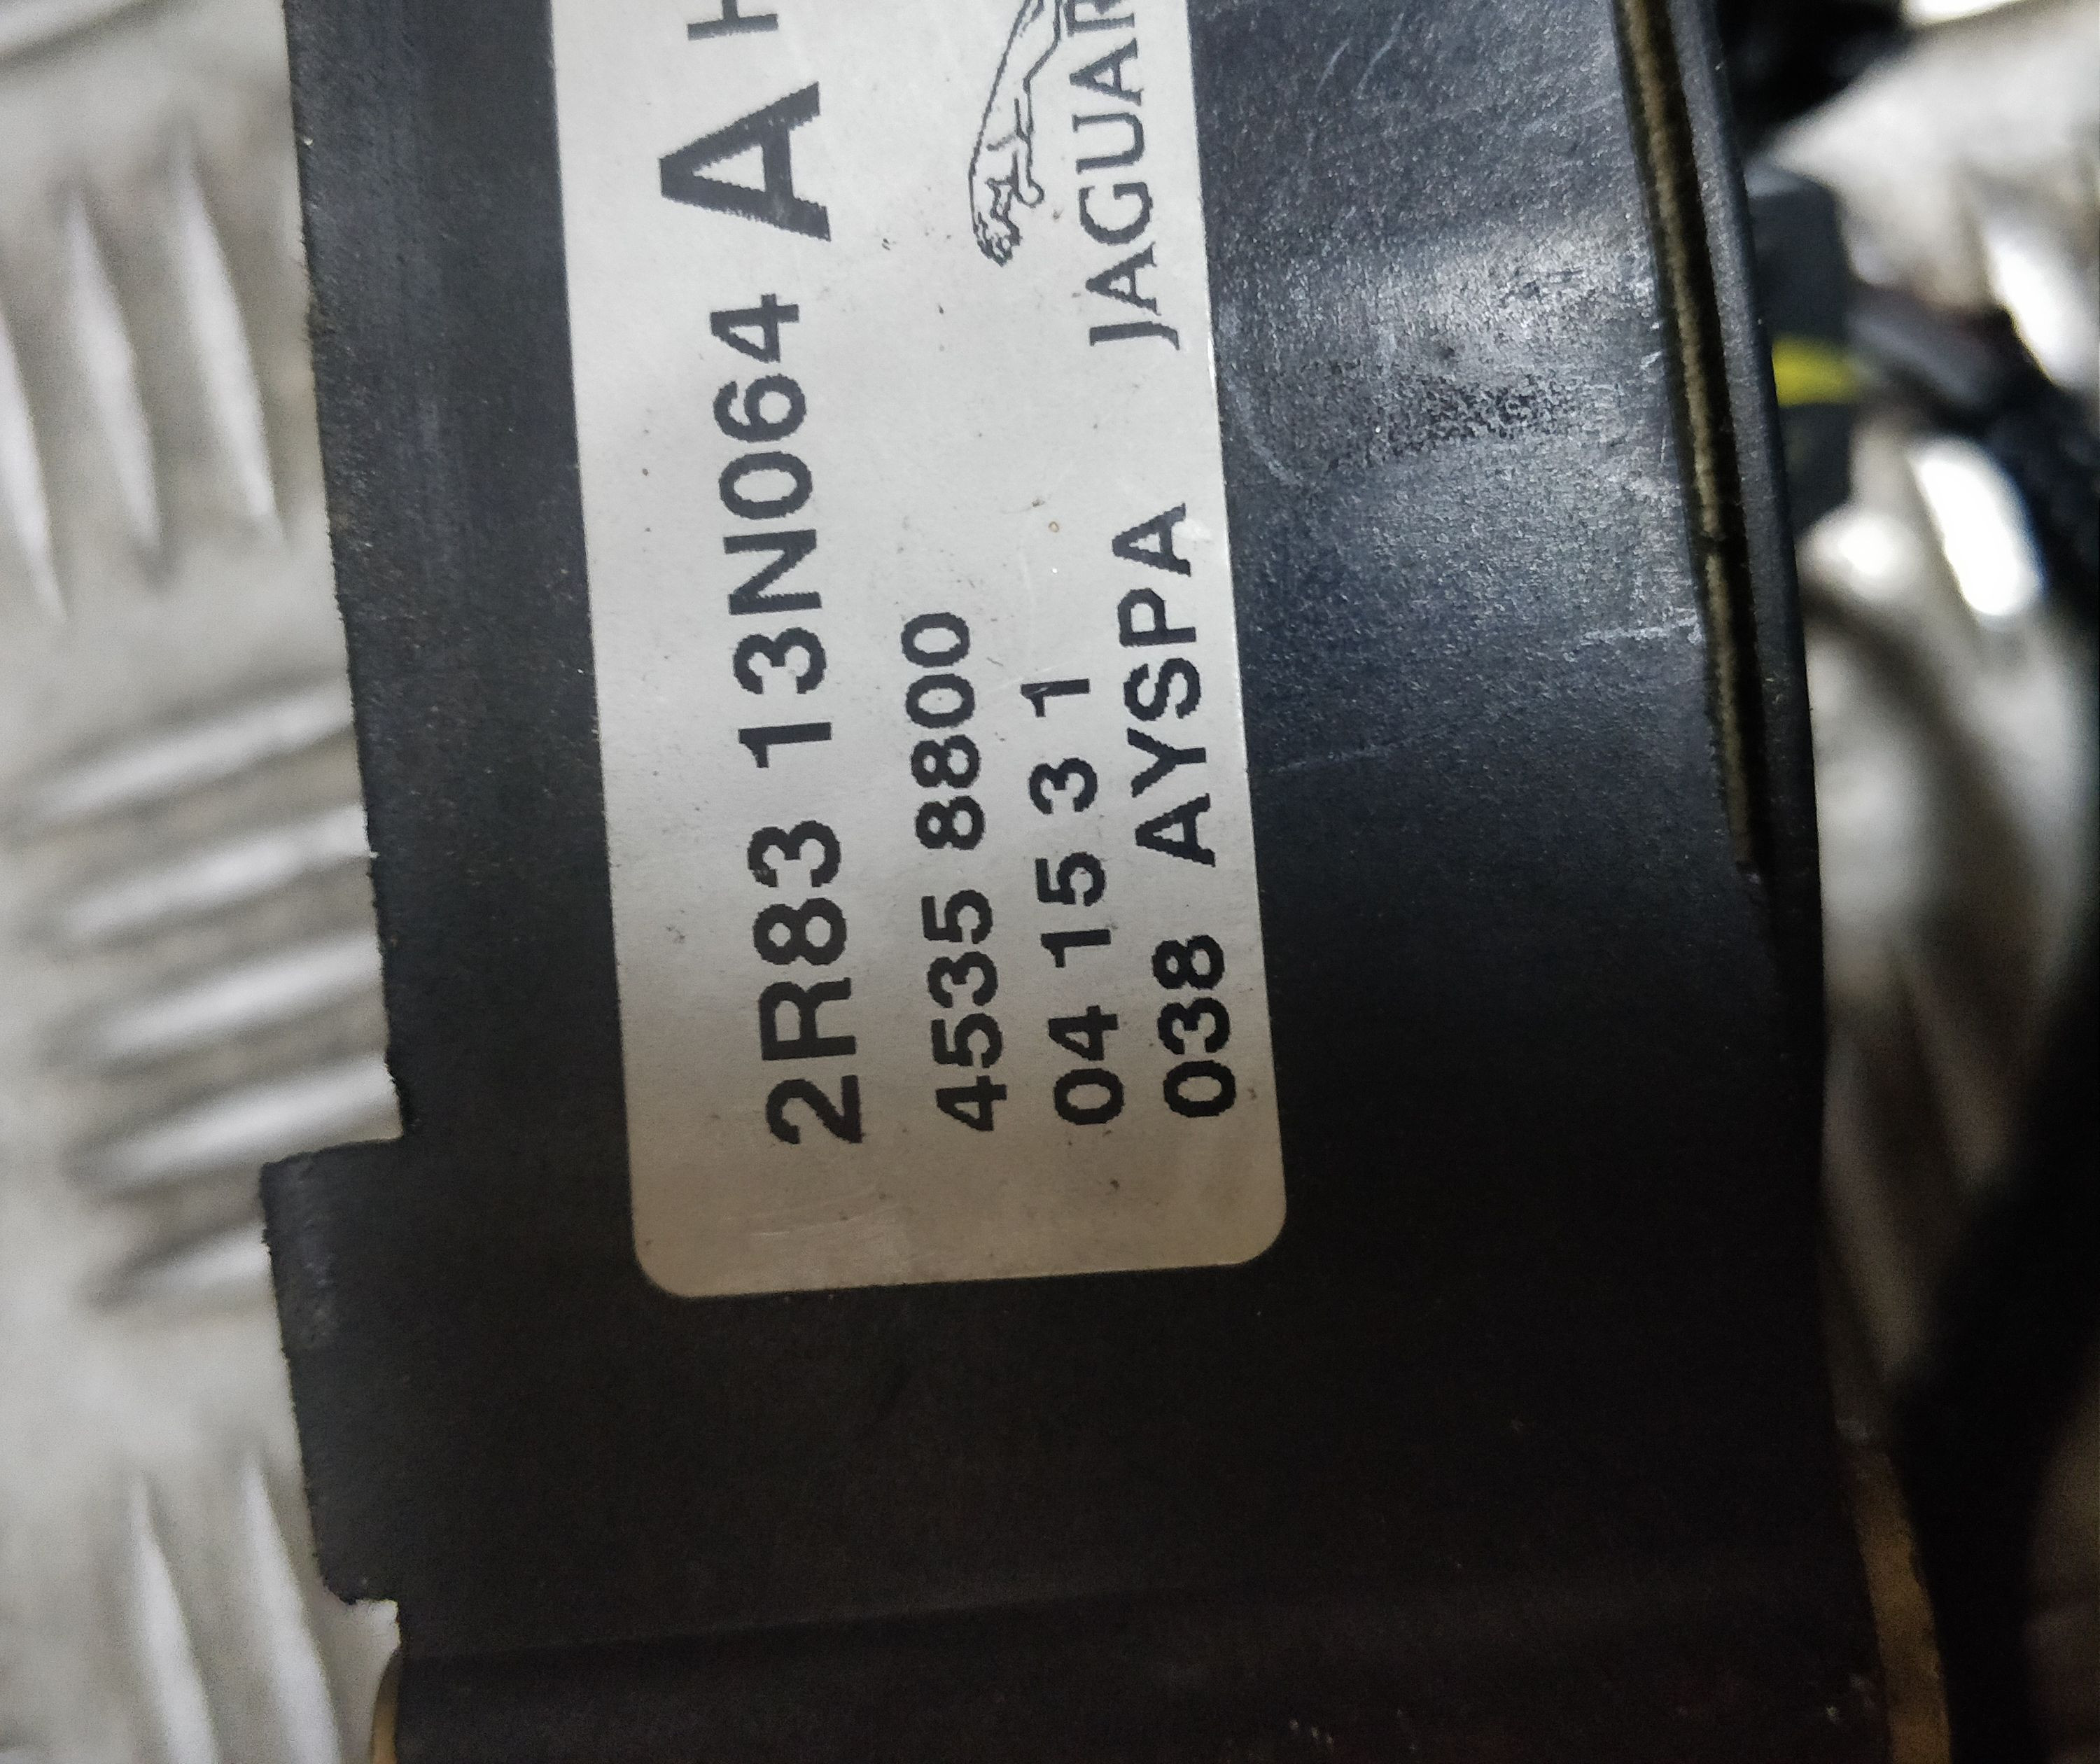 2R83 13N064 A H
4535 8800
04 15 3 1
038 AYSPA
JAGUAR